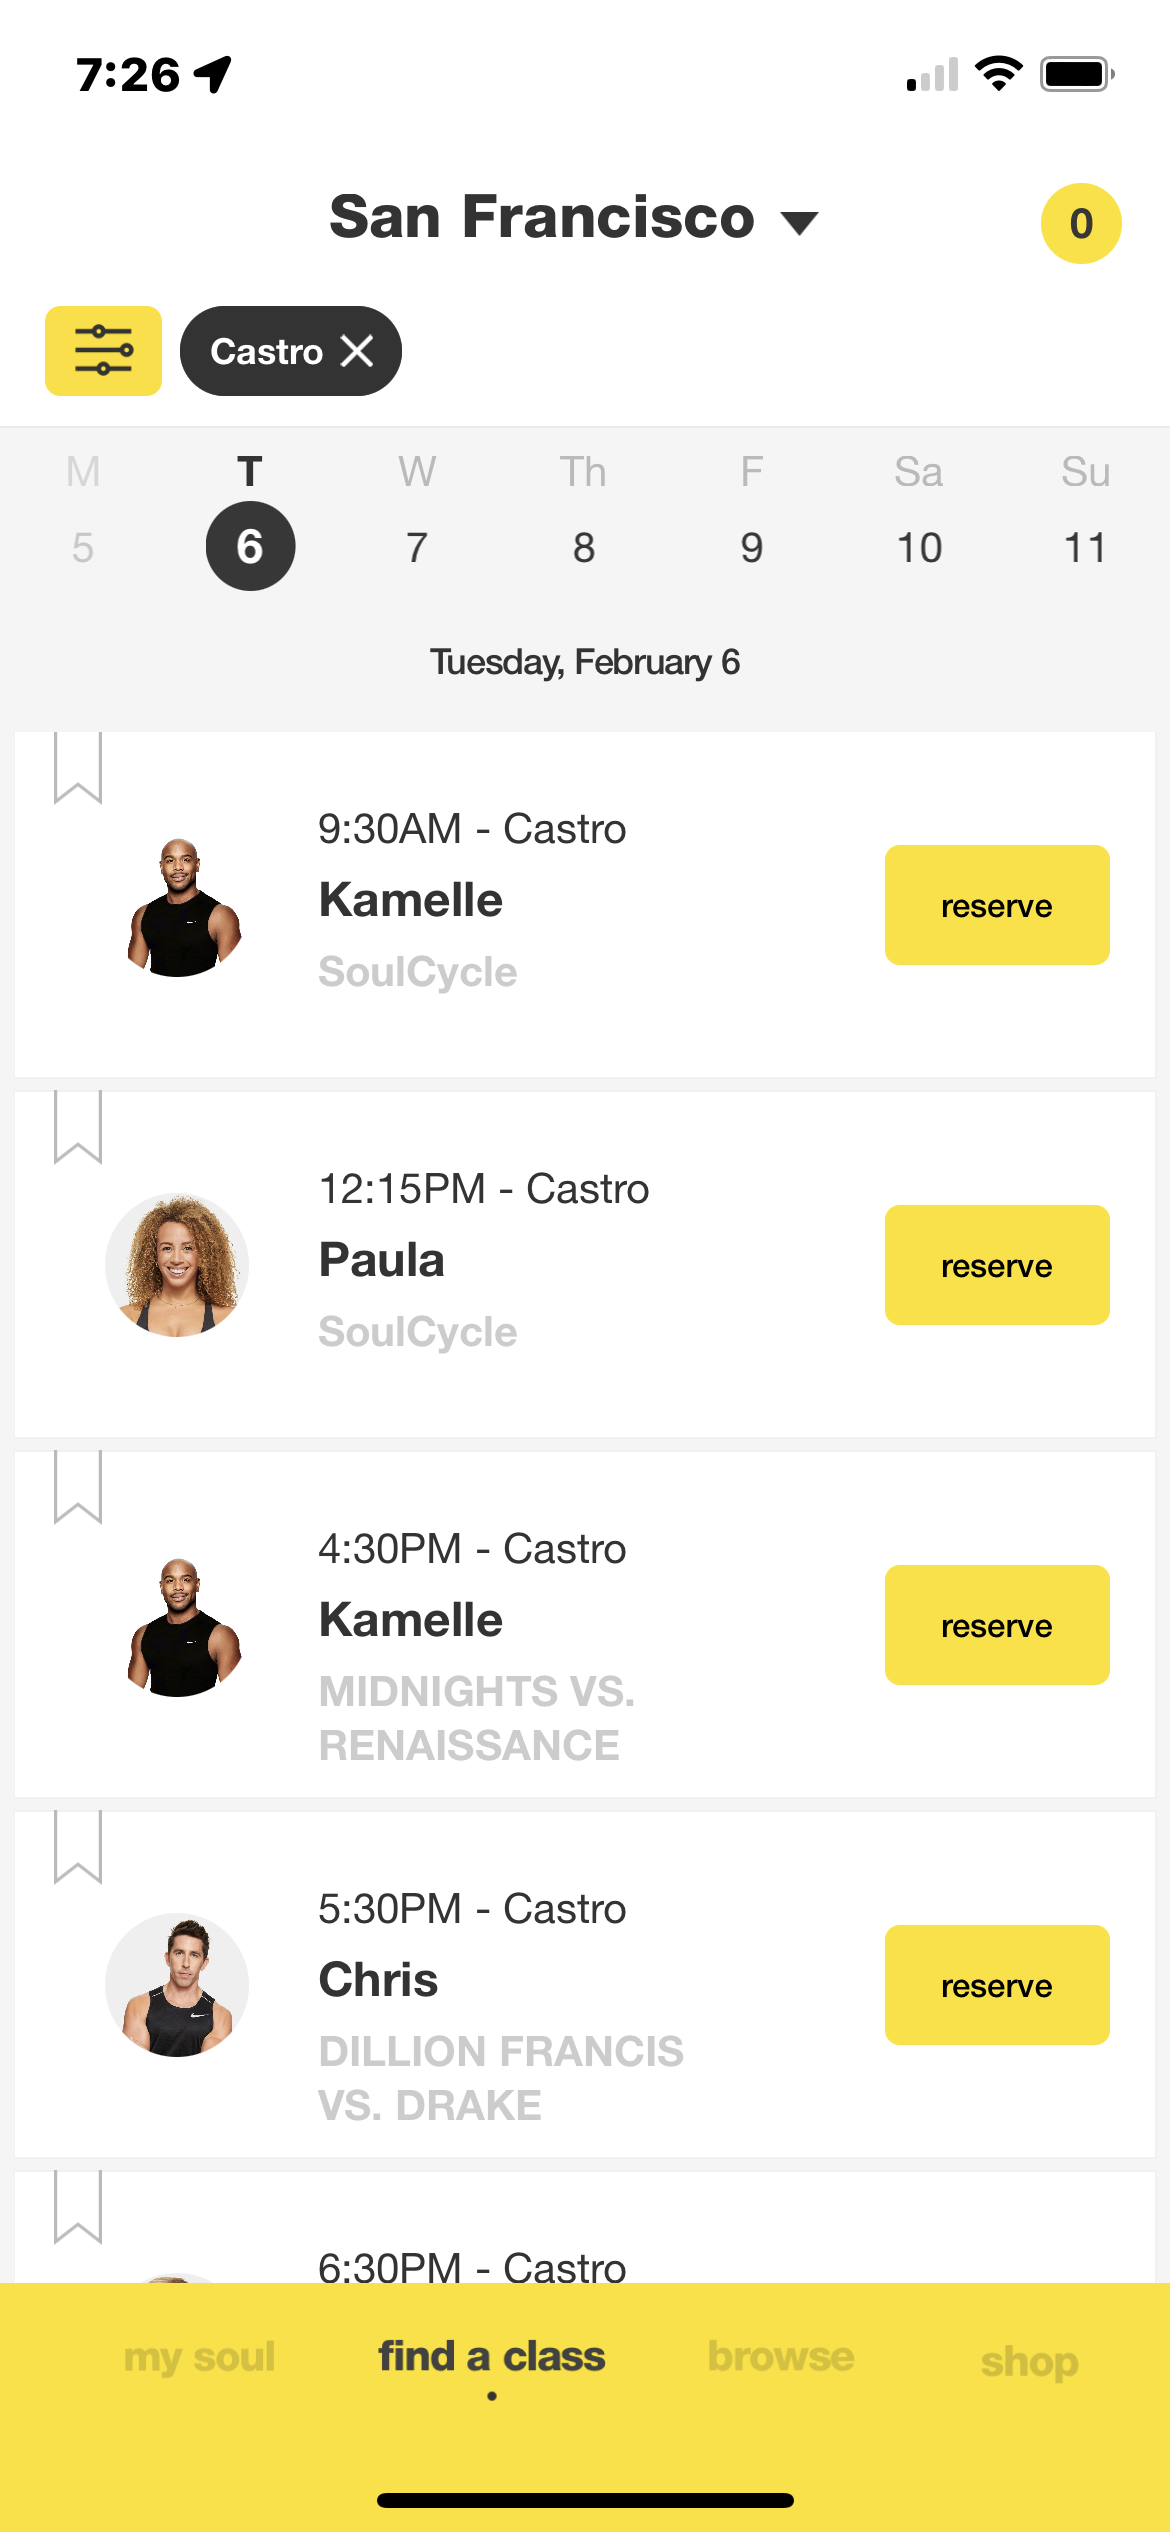 7:26
San Francisco
0
Castro
M T W Th F Sa Su
5 6 7 8 9 10 11
Tuesday, February 6
9:30AM - Castro
Kamelle
SoulCycle
reserve
12:15PM - Castro
Paula
SoulCycle
reserve
4:30PM - Castro
Kamelle
MIDNIGHTS VS.
RENAISSANCE
reserve
5:30PM - Castro
Chris
DILLION FRANCIS
VS. DRAKE
reserve
6:30PM - Castro
my soul find a class browse shop